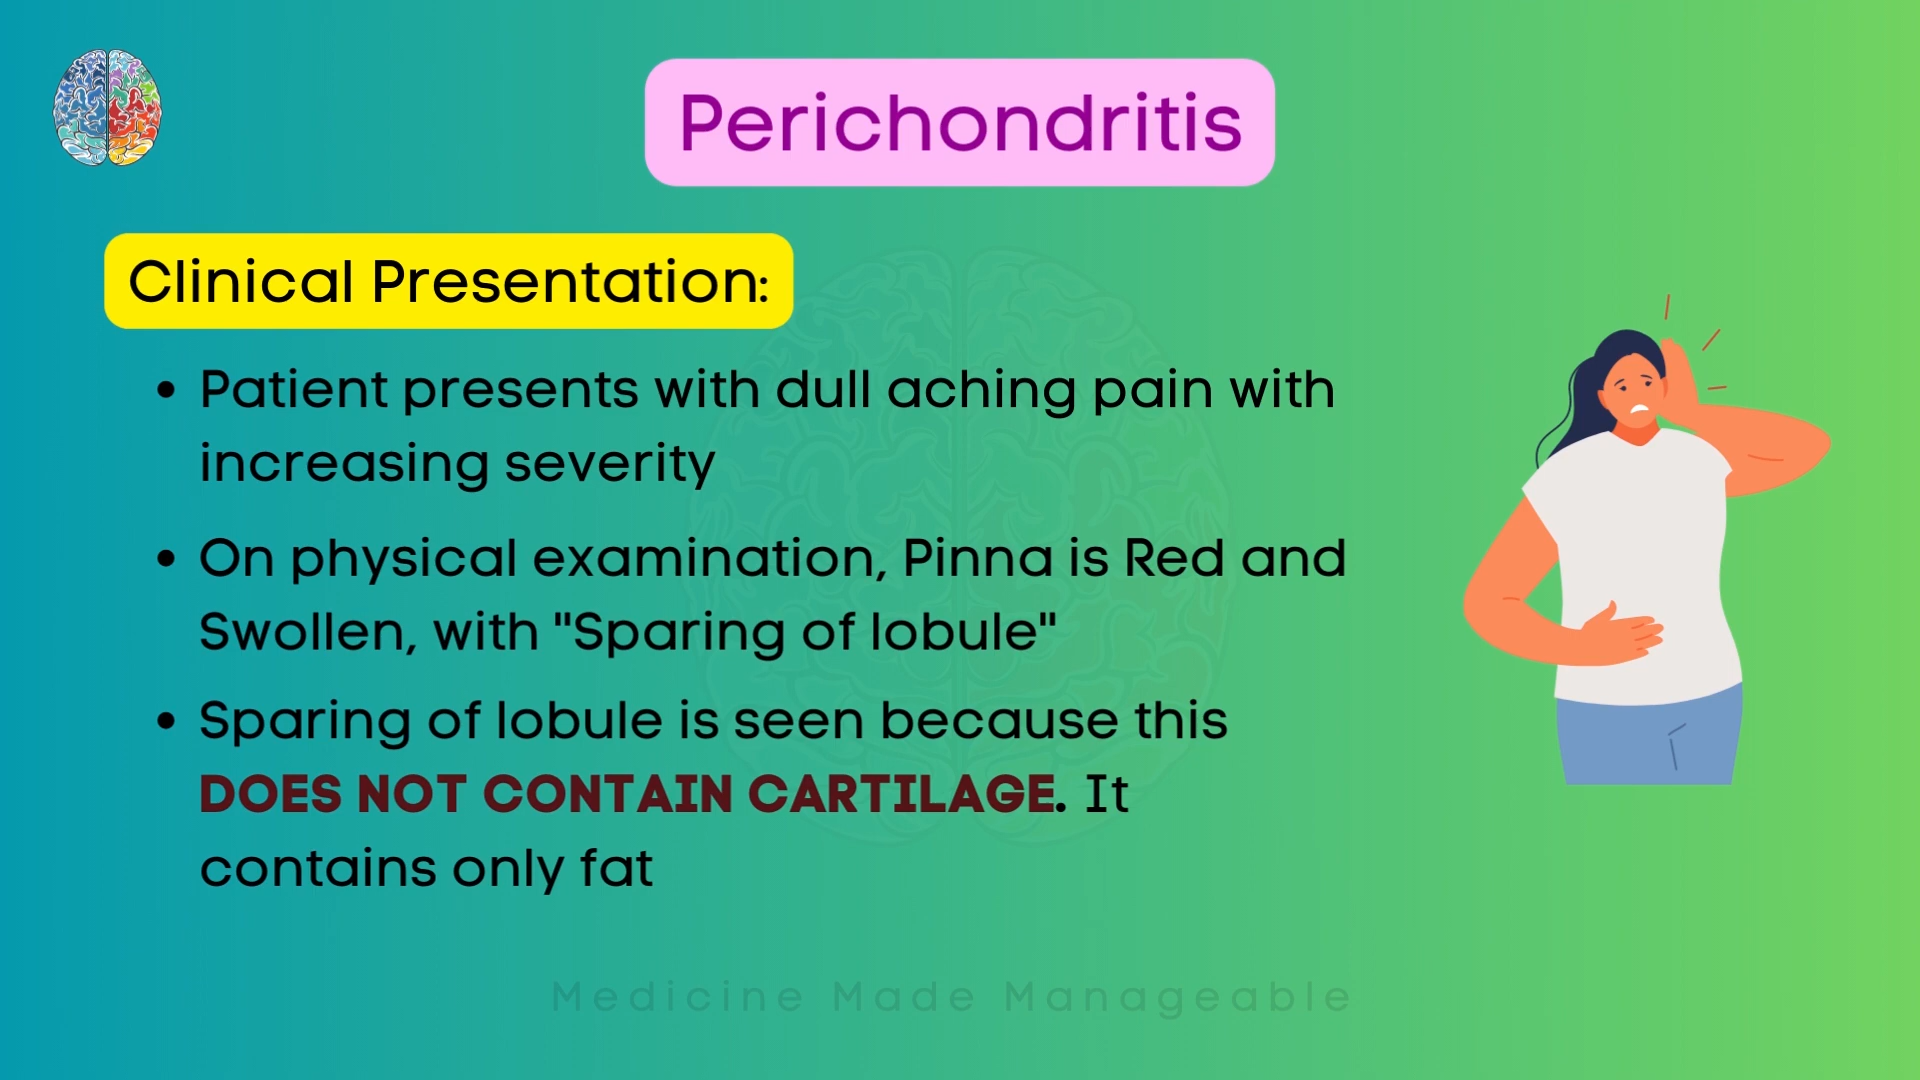 Perichondritis
Clinical Presentation:
• Patient presents with dull aching pain with
increasing severity
• On physical examination, Pinna is Red and
Swollen, with "Sparing of lobule"
• Sparing of lobule is seen because this
DOES NOT CONTAIN CARTILAGE. It
contains only fat
Medicine Made Manageable